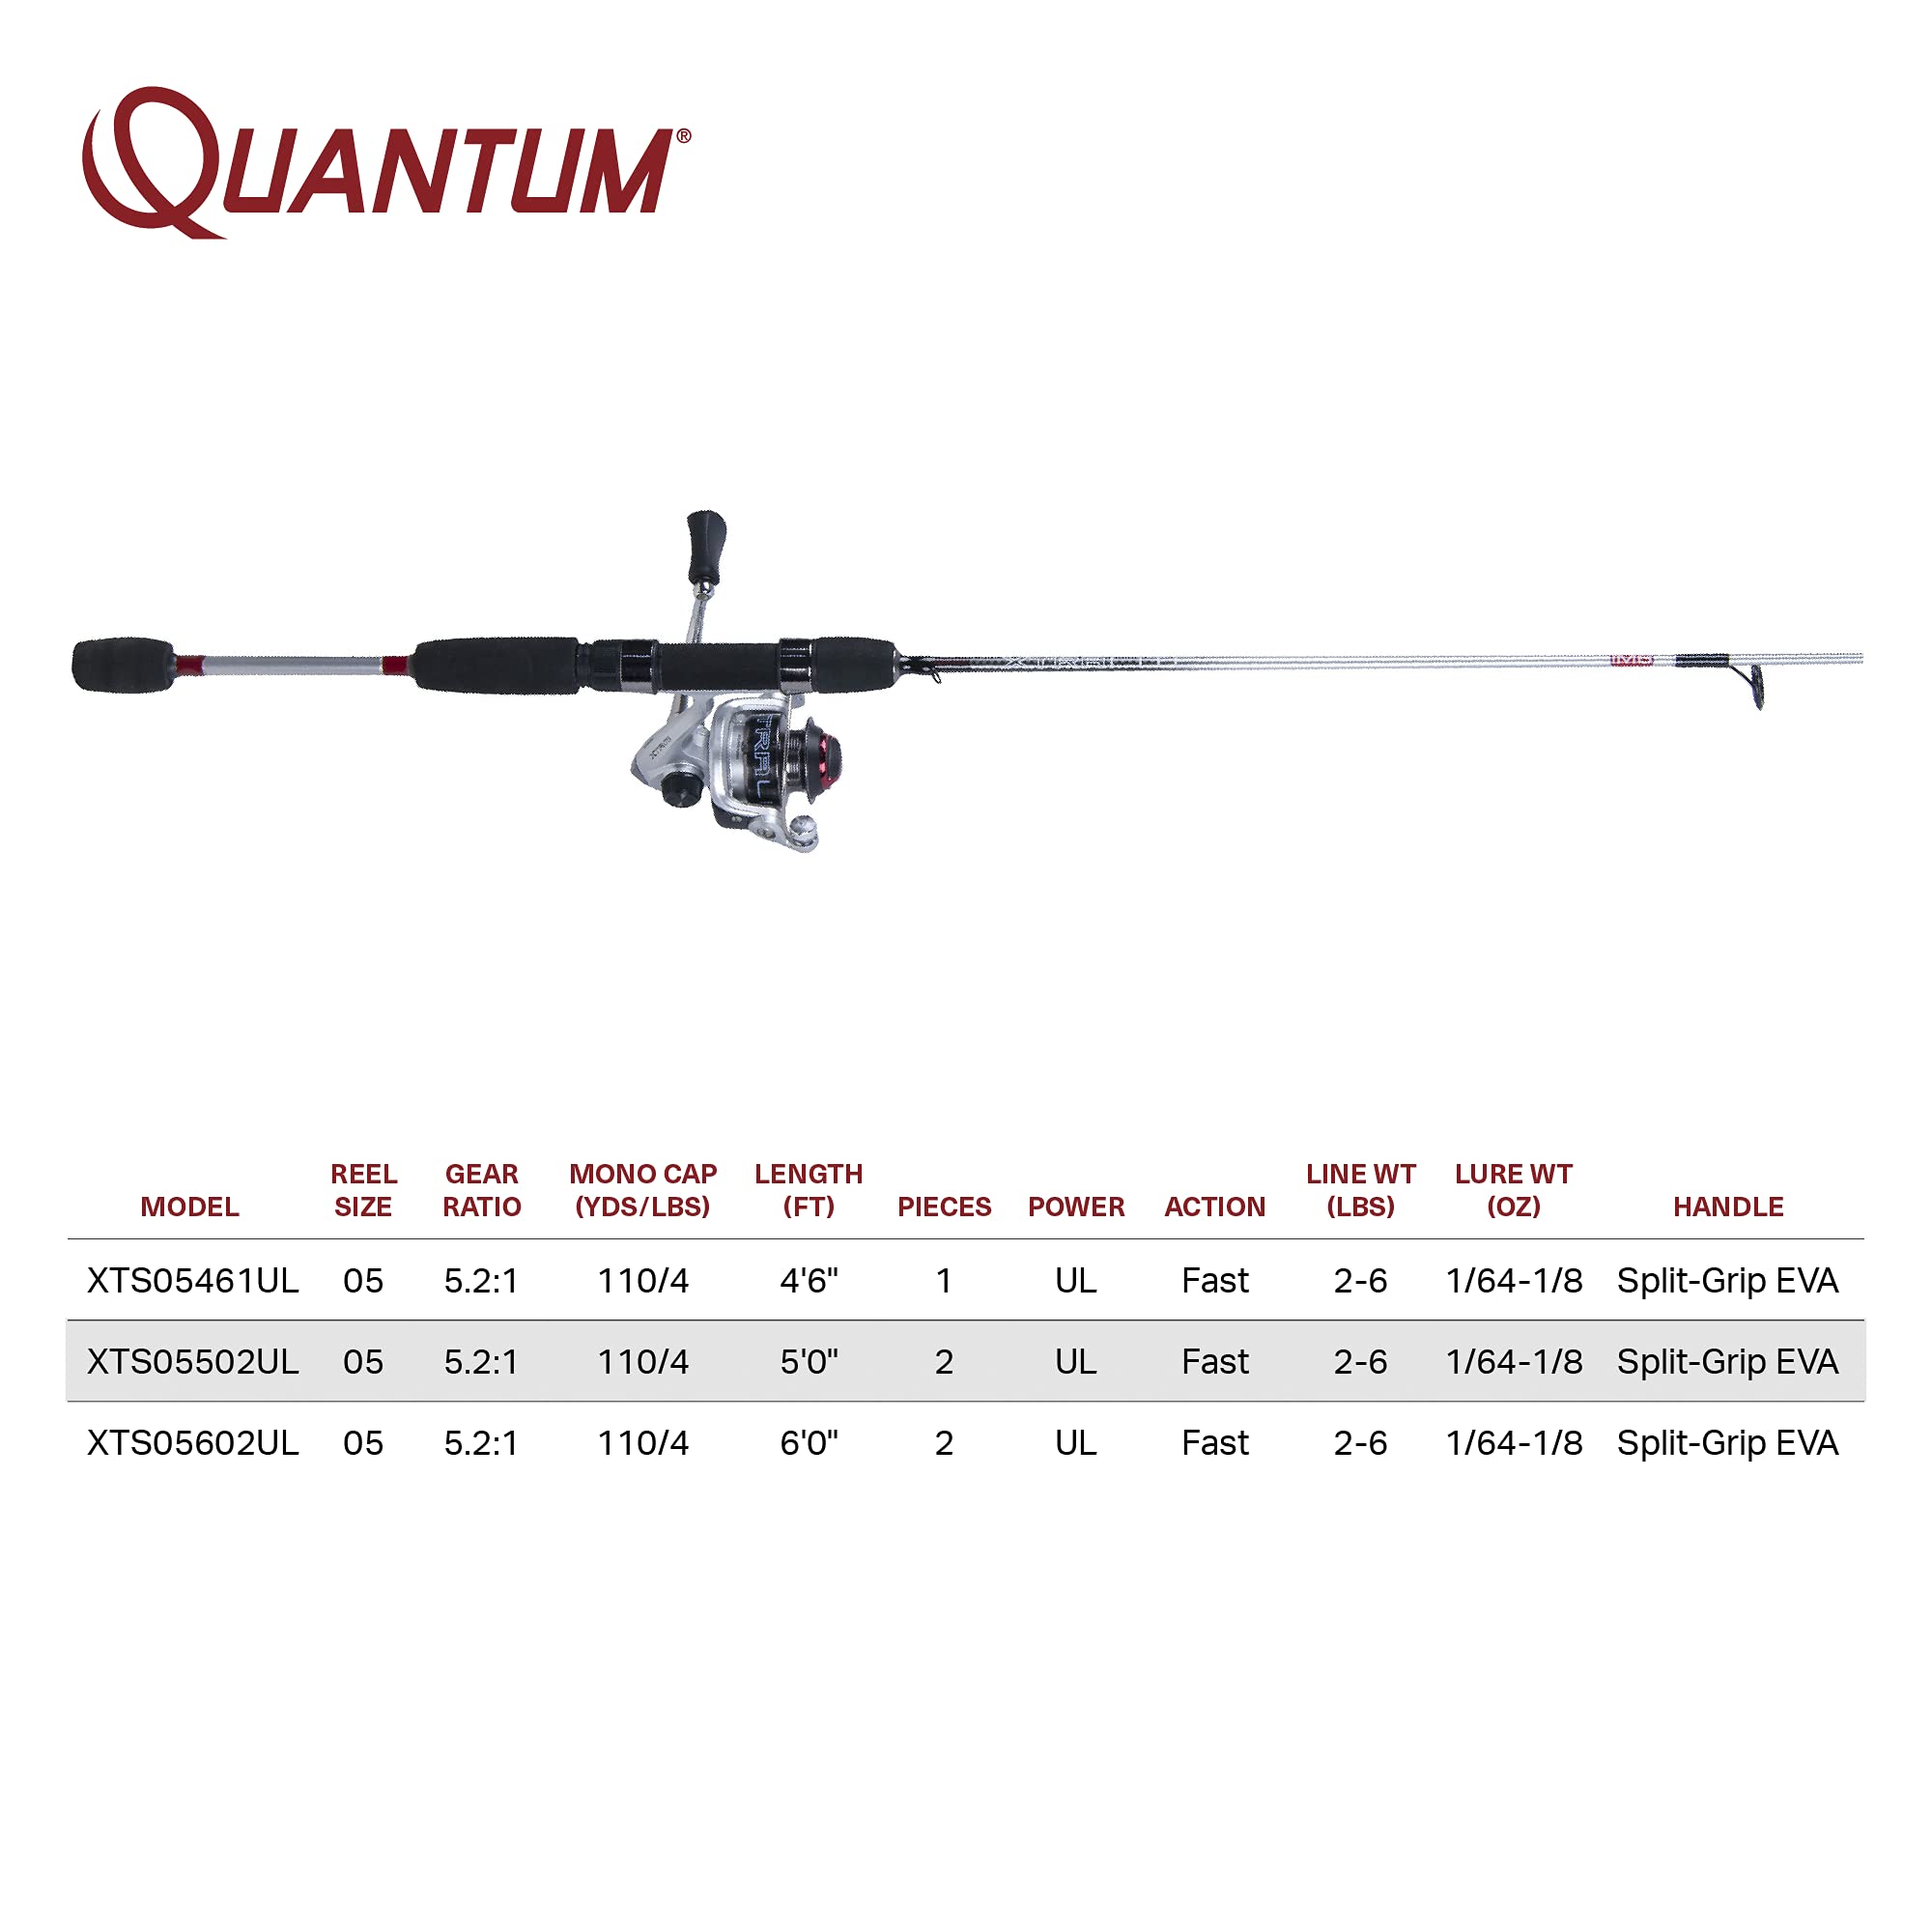 QUANTUM®
IM6
MODEL REEL SIZE GEAR RATIO MONO CAP (YDS/LBS) LENGTH (FT) PIECES POWER ACTION LINE WT (LBS) LURE WT (OZ) HANDLE
XTS05461UL 05 5.2:1 110/4 4'6" 1 UL Fast 2-6 1/64-1/8 Split-Grip EVA
XTS05502UL 05 5.2:1 110/4 5'0" 2 UL Fast 2-6 1/64-1/8 Split-Grip EVA
XTS05602UL 05 5.2:1 110/4 6'0" 2 UL Fast 2-6 1/64-1/8 Split-Grip EVA